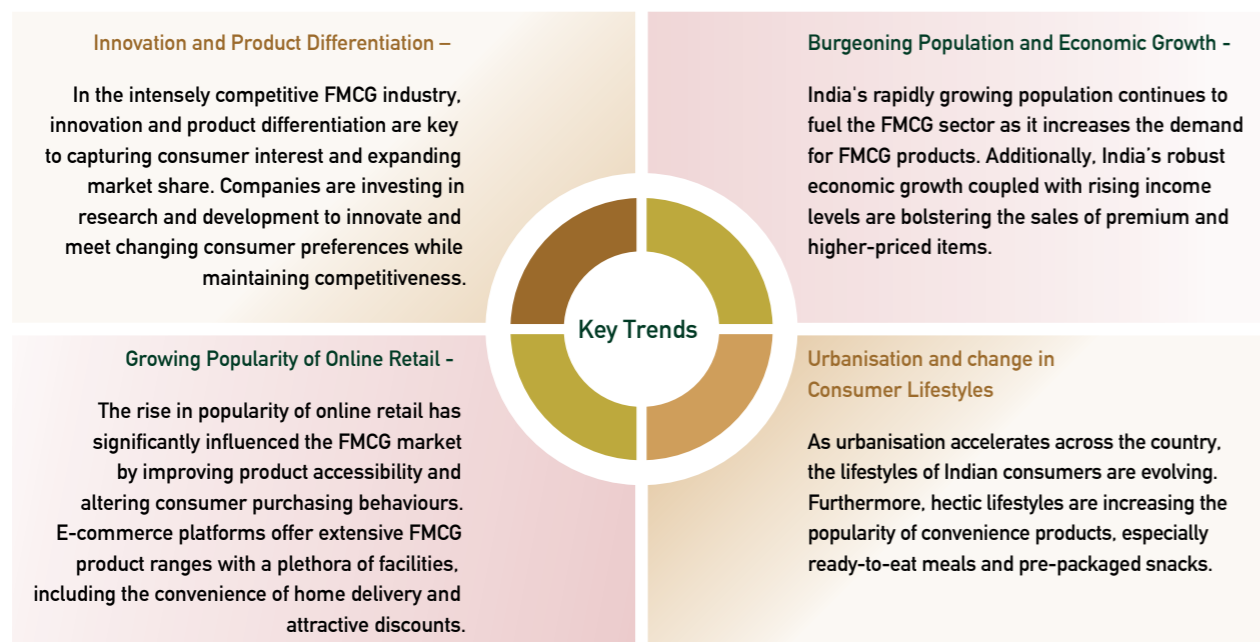 Innovation and Product Differentiation –
In the intensely competitive FMCG industry,
innovation and product differentiation are key
to capturing consumer interest and expanding
market share. Companies are investing in
research and development to innovate and
meet changing consumer preferences while
maintaining competitiveness.
Burgeoning Population and Economic Growth -
India's rapidly growing population continues to
fuel the FMCG sector as it increases the demand
for FMCG products. Additionally, India’s robust
economic growth coupled with rising income
levels are bolstering the sales of premium and
higher-priced items.
Key Trends
Growing Popularity of Online Retail -
The rise in popularity of online retail has
significantly influenced the FMCG market
by improving product accessibility and
altering consumer purchasing behaviours.
E-commerce platforms offer extensive FMCG
product ranges with a plethora of facilities,
including the convenience of home delivery and
attractive discounts.
Urbanisation and change in
Consumer Lifestyles
As urbanisation accelerates across the country,
the lifestyles of Indian consumers are evolving.
Furthermore, hectic lifestyles are increasing the
popularity of convenience products, especially
ready-to-eat meals and pre-packaged snacks.